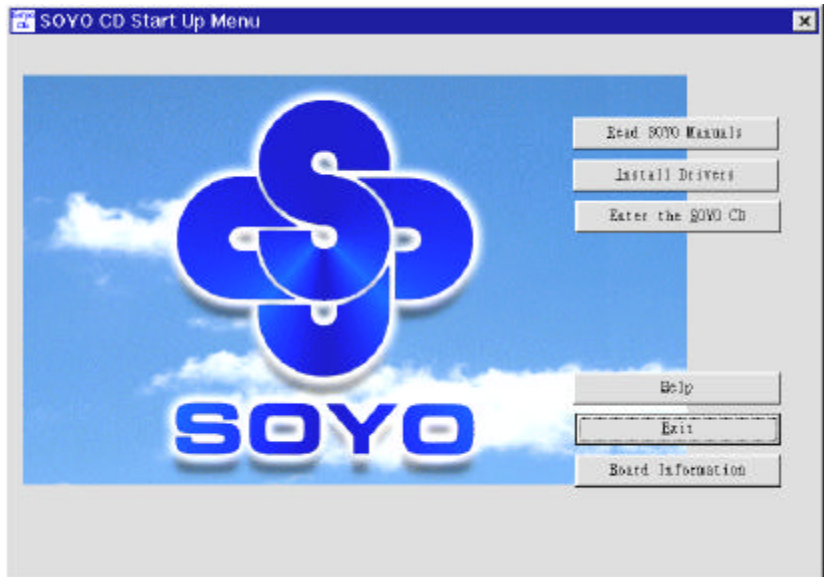 SOYO CD Start Up Menu
Read SOYO Manuals
Install Drivers
Enter the SOYO CD
SOYO
Help
Exit
Board Information